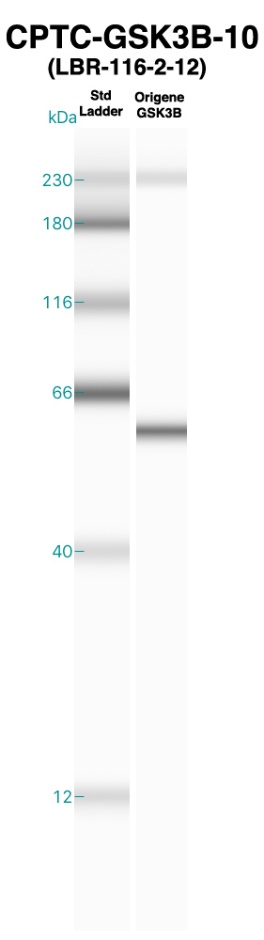 CPTC-GSK3B-10
(LBR-116-2-12)
Std Ladder
Origene GSK3B
kDa
230
180
116
66
40
12